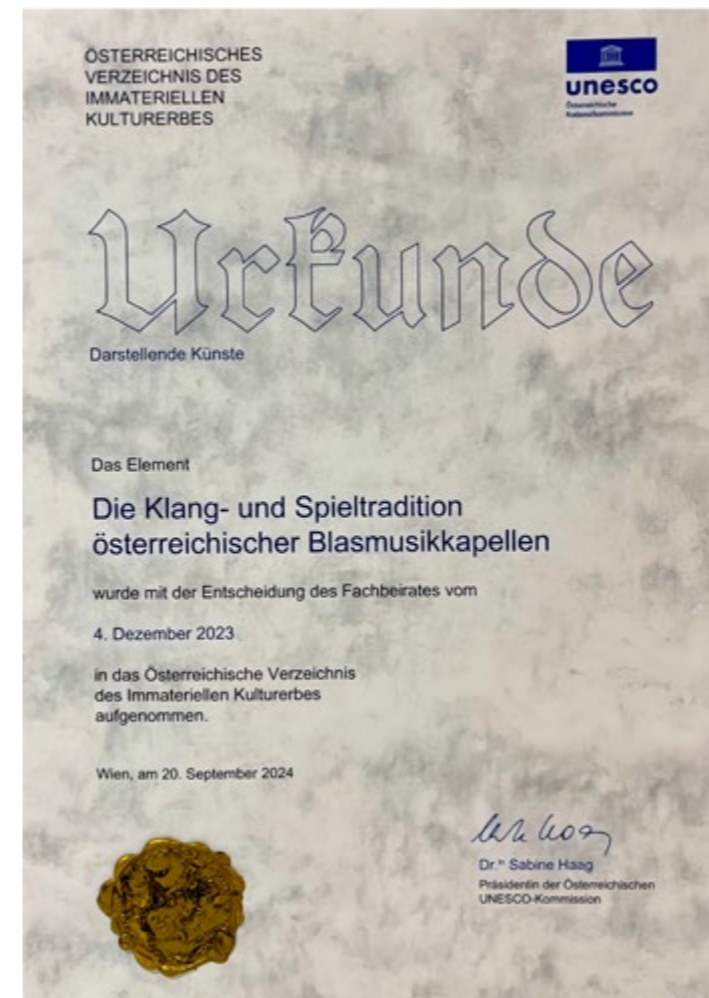 ÖSTERREICHISCHES
VERZEICHNIS DES
IMMATERIELLEN
KULTURERBES
unesco
Österreichische
Nationalkommission
Urkunde
Darstellende Künste
Das Element
Die Klang- und Spieltradition
österreichischer Blasmusikkapellen
wurde mit der Entscheidung des Fachbeirates vom
4. Dezember 2023
in das Österreichische Verzeichnis
des Immateriellen Kulturerbes
aufgenommen.
Wien, am 20. September 2024
Dr.ⁱⁿ Sabine Haag
Präsidentin der Österreichischen
UNESCO-Kommission